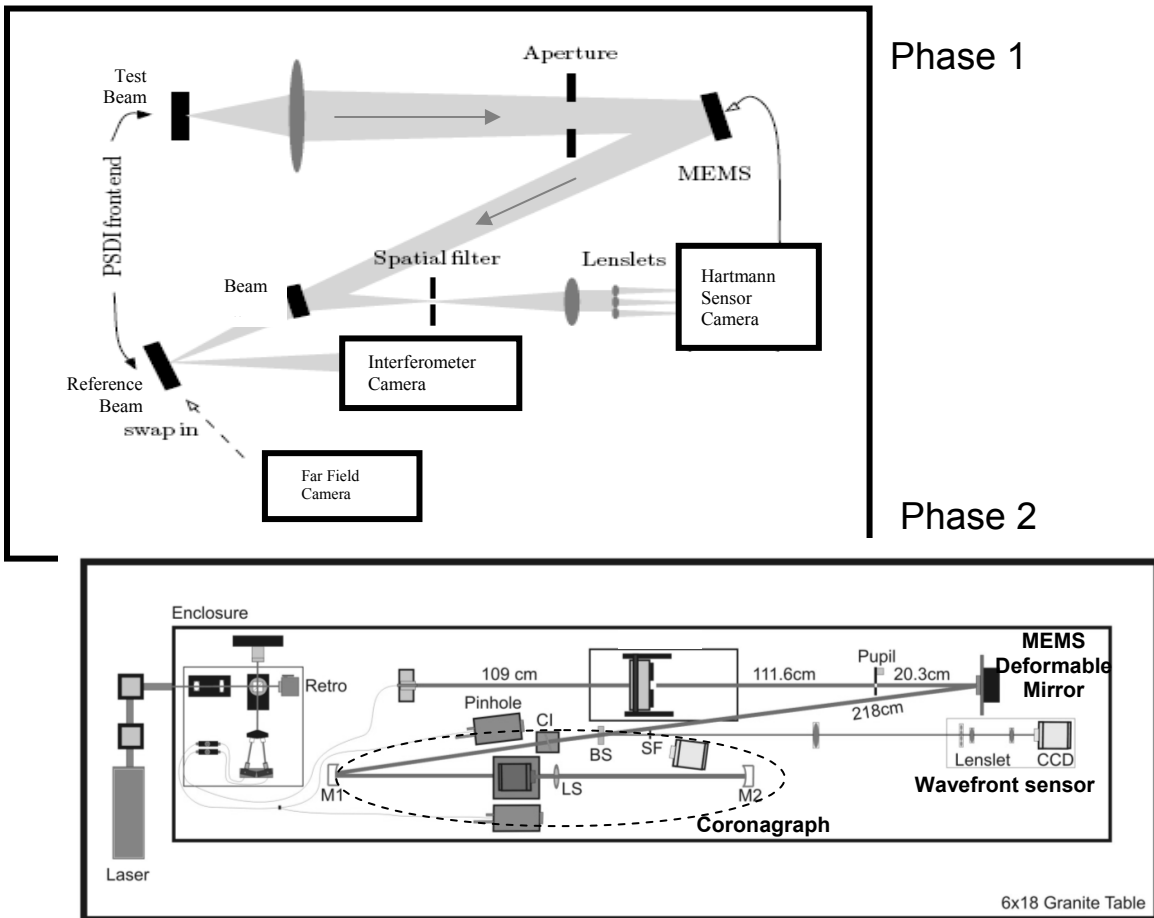 Phase 1
Aperture
Test
Beam
MEMS
PSDI front end
Spatial filter
Lenslets
Beam
Hartmann
Sensor
Camera
Interferometer
Camera
Reference
Beam
swap in
Far Field
Camera
Phase 2
Enclosure
MEMS
Deformable
Mirror
Pupil
109 cm
111.6cm
20.3cm
Retro
Pinhole
218cm
CI
BS
SF
Lenslet
CCD
Wavefront sensor
M1
LS
M2
Coronagraph
Laser
6x18 Granite Table